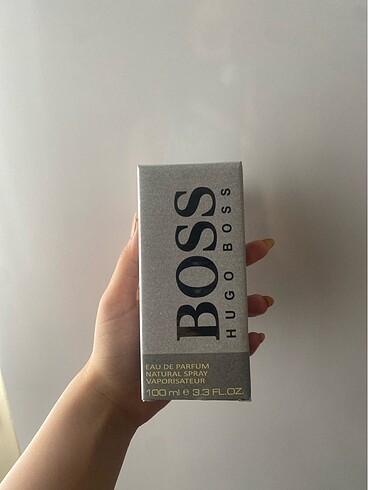 BOSS
HUGO BOSS
EAU DE PARFUM
NATURAL SPRAY
VAPORISATEUR
100 ml e 3.3 FL.OZ.